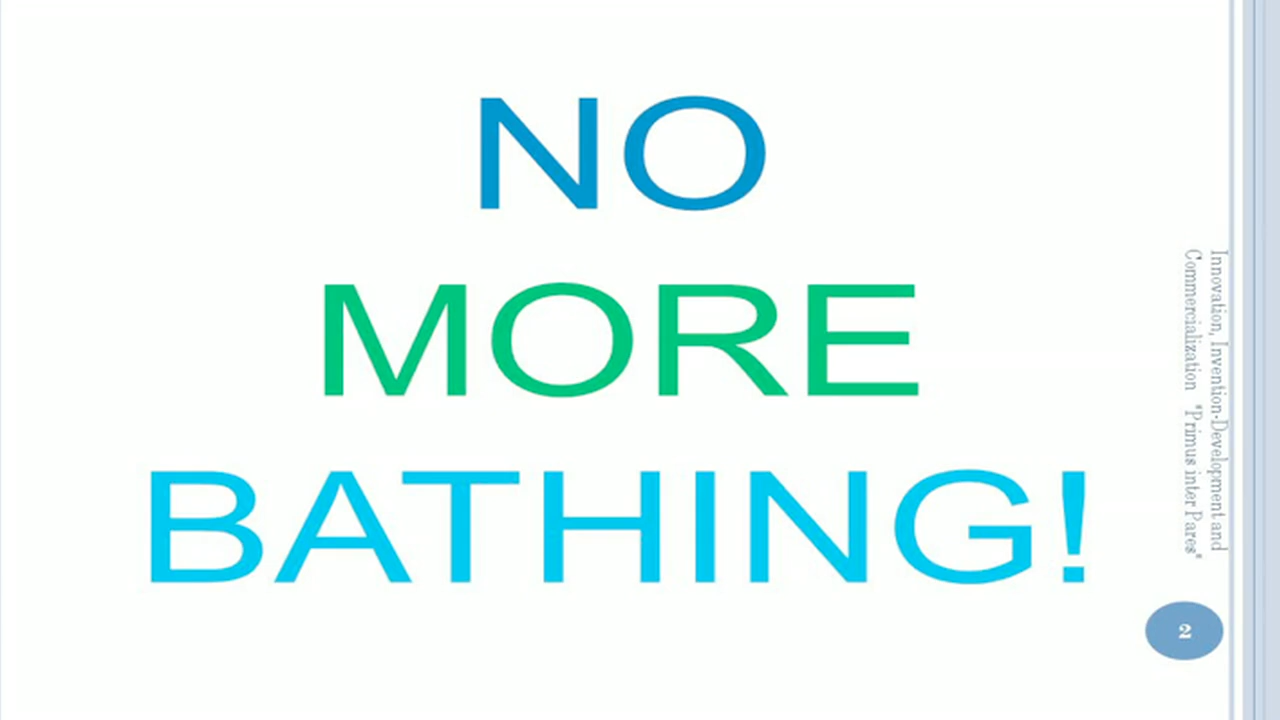 NO
MORE
BATHING!
Innovation, Invention-Development and
Commercialization "Primus inter Pares"
2